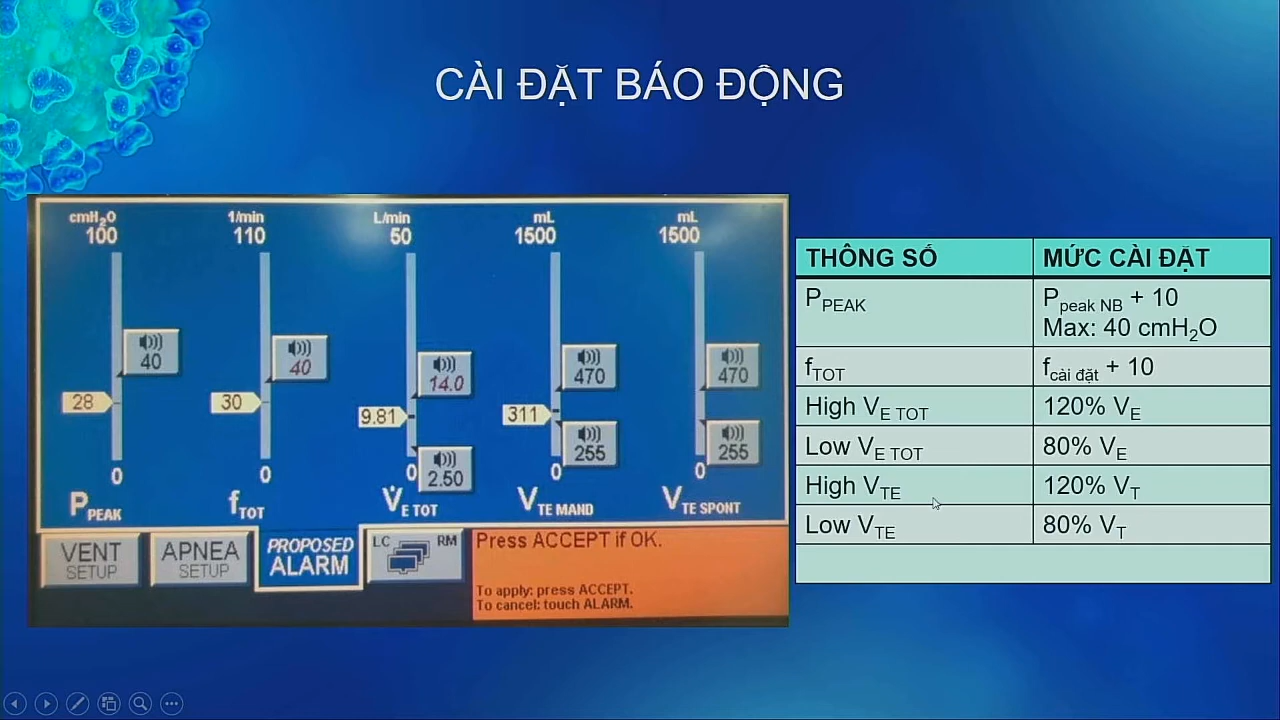 CÀI ĐẶT BÁO ĐỘNG
cmH2O 1/min L/min mL mL
100 110 50 1500 1500
40 40 14.0 470 470
28 30 9.81 311
2.50 255 255
0 0 0 0 0
PPEAK fTOT V̇E TOT VTE MAND VTE SPONT
VENT SETUP
APNEA SETUP
PROPOSED ALARM
LC RM
Press ACCEPT if OK.
To apply: press ACCEPT.
To cancel: touch ALARM.
THÔNG SỐ MỨC CÀI ĐẶT
PPEAK Ppeak NB + 10
Max: 40 cmH2O
fTOT fcài đặt + 10
High VE TOT 120% VE
Low VE TOT 80% VE
High VTE 120% VT
Low VTE 80% VT